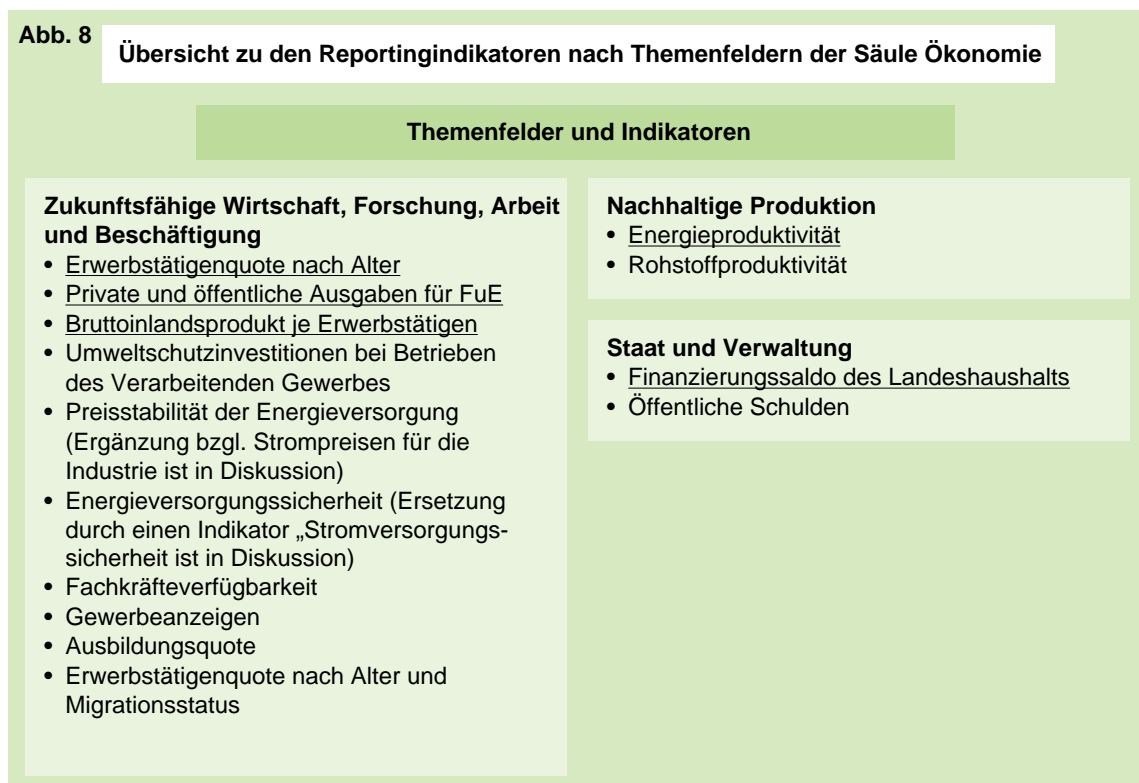 Abb. 8
Übersicht zu den Reportingindikatoren nach Themenfeldern der Säule Ökonomie
Themenfelder und Indikatoren
Zukunftsfähige Wirtschaft, Forschung, Arbeit
und Beschäftigung
• Erwerbstätigenquote nach Alter
• Private und öffentliche Ausgaben für FuE
• Bruttoinlandsprodukt je Erwerbstätigen
• Umweltschutzinvestitionen bei Betrieben
des Verarbeitenden Gewerbes
• Preisstabilität der Energieversorgung
(Ergänzung bzgl. Strompreisen für die
Industrie ist in Diskussion)
• Energieversorgungssicherheit (Ersetzung
durch einen Indikator „Stromversorgungs-
sicherheit ist in Diskussion)
• Fachkräfteverfügbarkeit
• Gewerbeanzeigen
• Ausbildungsquote
• Erwerbstätigenquote nach Alter und
Migrationsstatus
Nachhaltige Produktion
• Energieproduktivität
• Rohstoffproduktivität
Staat und Verwaltung
• Finanzierungssaldo des Landeshaushalts
• Öffentliche Schulden